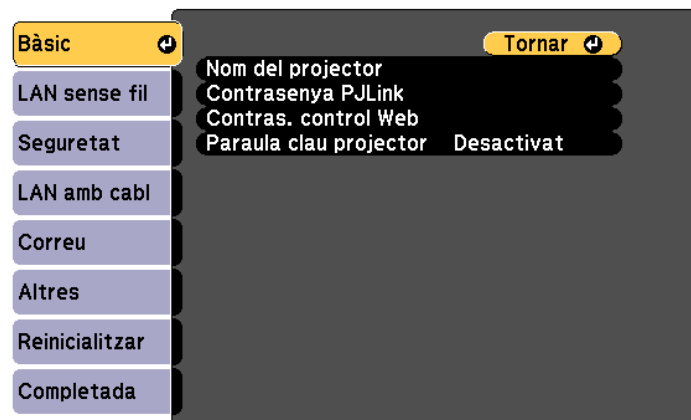 Bàsic
LAN sense fil
Seguretat
LAN amb cabl
Correu
Altres
Reinicialitzar
Completada
Tornar
Nom del projector
Contrasenya PJLink
Contras. control Web
Paraula clau projector Desactivat